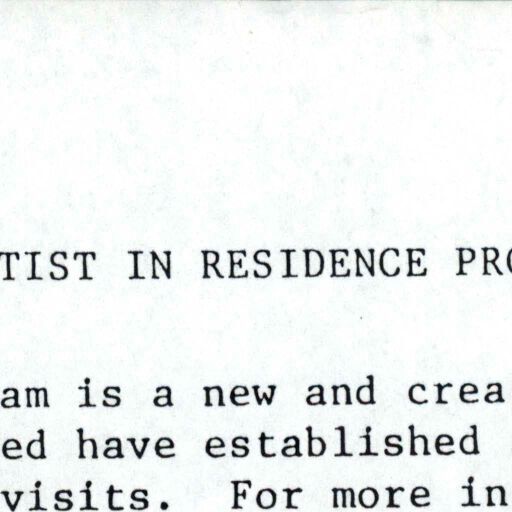 TIST IN RESIDENCE PRO
am is a new and crea
ed have established
visits. For more in